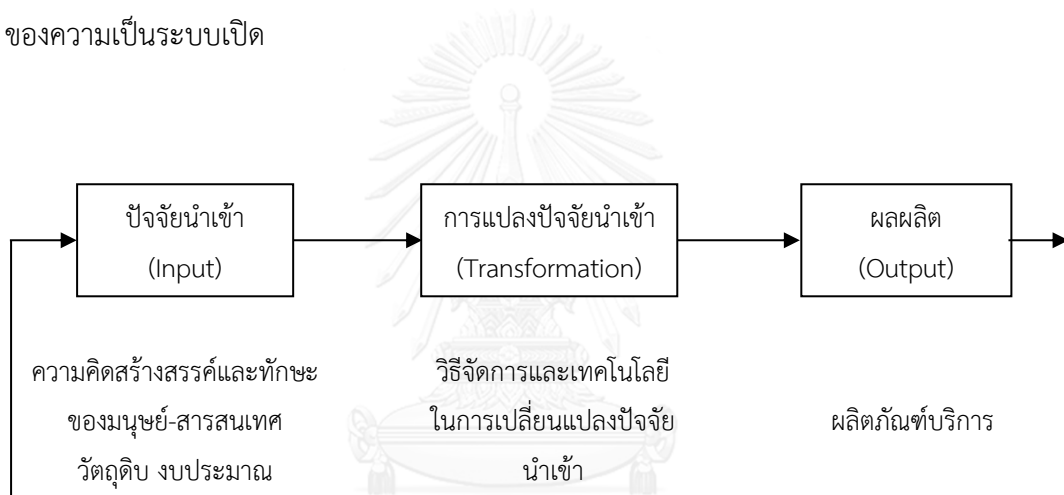 ของความเป็นระบบเปิด
ปัจจัยนำเข้า
(Input)
การแปลงปัจจัยนำเข้า
(Transformation)
ผลผลิต
(Output)
ความคิดสร้างสรรค์และทักษะ
ของมนุษย์-สารสนเทศ
วัตถุดิบ งบประมาณ
วิธีจัดการและเทคโนโลยี
ในการเปลี่ยนแปลงปัจจัย
นำเข้า
ผลิตภัณฑ์บริการ